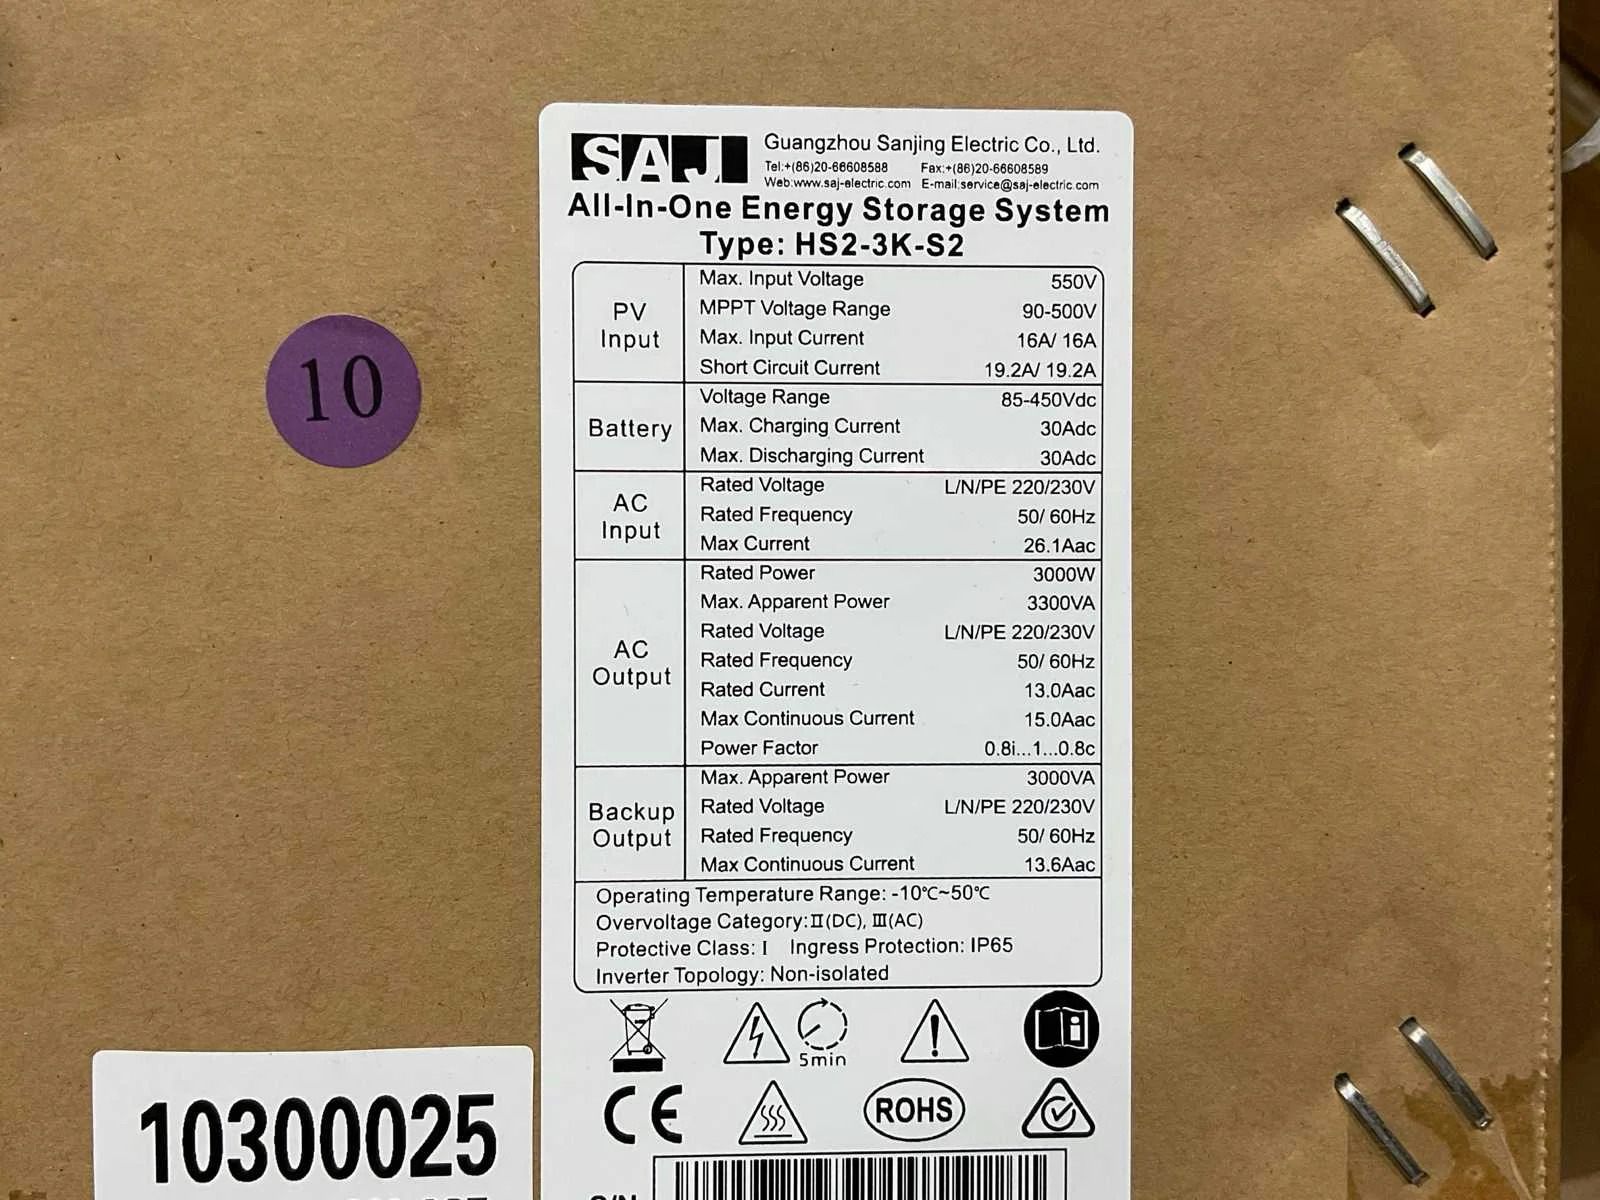 SAJ
Guangzhou Sanjing Electric Co., Ltd.
Tel:+(86)20-66608588 Fax:+(86)20-66608589
Web:www.saj-electric.com E-mail:service@saj-electric.com
All-In-One Energy Storage System
Type: HS2-3K-S2
PV Input
Max. Input Voltage 550V
MPPT Voltage Range 90-500V
Max. Input Current 16A/ 16A
Short Circuit Current 19.2A/ 19.2A
Battery
Voltage Range 85-450Vdc
Max. Charging Current 30Adc
Max. Discharging Current 30Adc
AC Input
Rated Voltage L/N/PE 220/230V
Rated Frequency 50/ 60Hz
Max Current 26.1Aac
AC Output
Rated Power 3000W
Max. Apparent Power 3300VA
Rated Voltage L/N/PE 220/230V
Rated Frequency 50/ 60Hz
Rated Current 13.0Aac
Max Continuous Current 15.0Aac
Power Factor 0.8i...1...0.8c
Backup Output
Max. Apparent Power 3000VA
Rated Voltage L/N/PE 220/230V
Rated Frequency 50/ 60Hz
Max Continuous Current 13.6Aac
Operating Temperature Range: -10℃~50℃
Overvoltage Category:Ⅱ(DC), Ⅲ(AC)
Protective Class: Ⅰ Ingress Protection: IP65
Inverter Topology: Non-isolated
5min
CE
ROHS
10
10300025